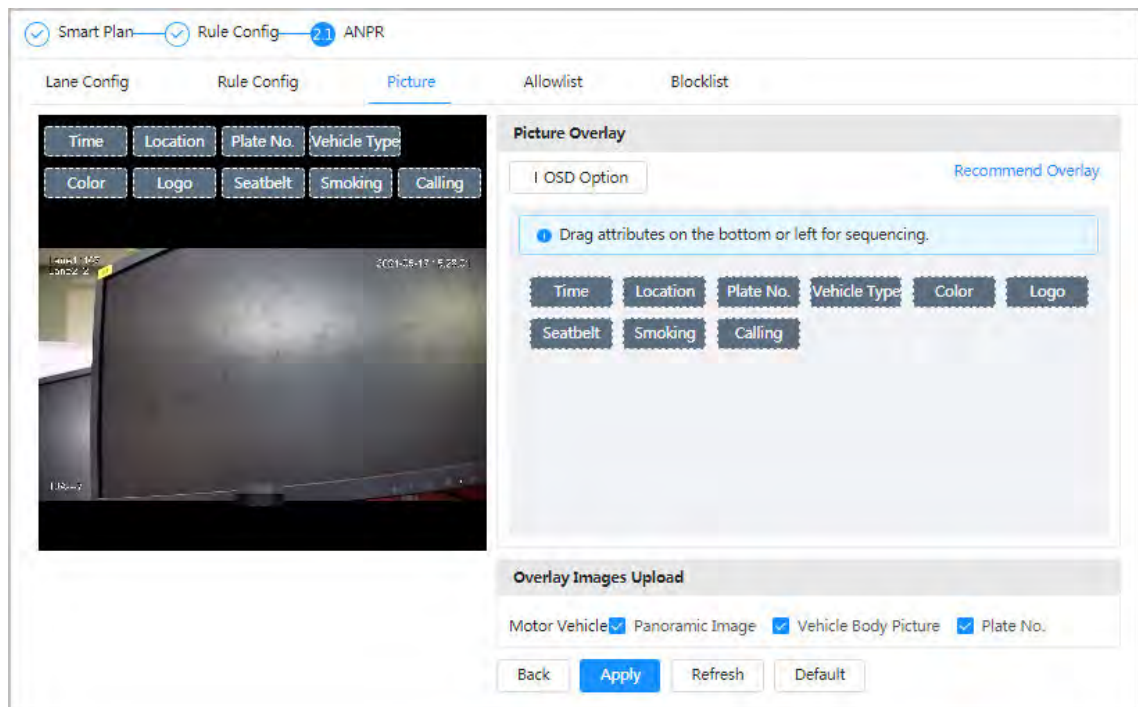 Smart Plan Rule Config 2.1 ANPR
Lane Config Rule Config Picture Allowlist Blocklist
Time Location Plate No. Vehicle Type
Color Logo Seatbelt Smoking Calling
Picture Overlay
I OSD Option Recommend Overlay
Drag attributes on the bottom or left for sequencing.
Time Location Plate No. Vehicle Type Color Logo
Seatbelt Smoking Calling
Overlay Images Upload
Motor Vehicle Panoramic Image Vehicle Body Picture Plate No.
Back Apply Refresh Default